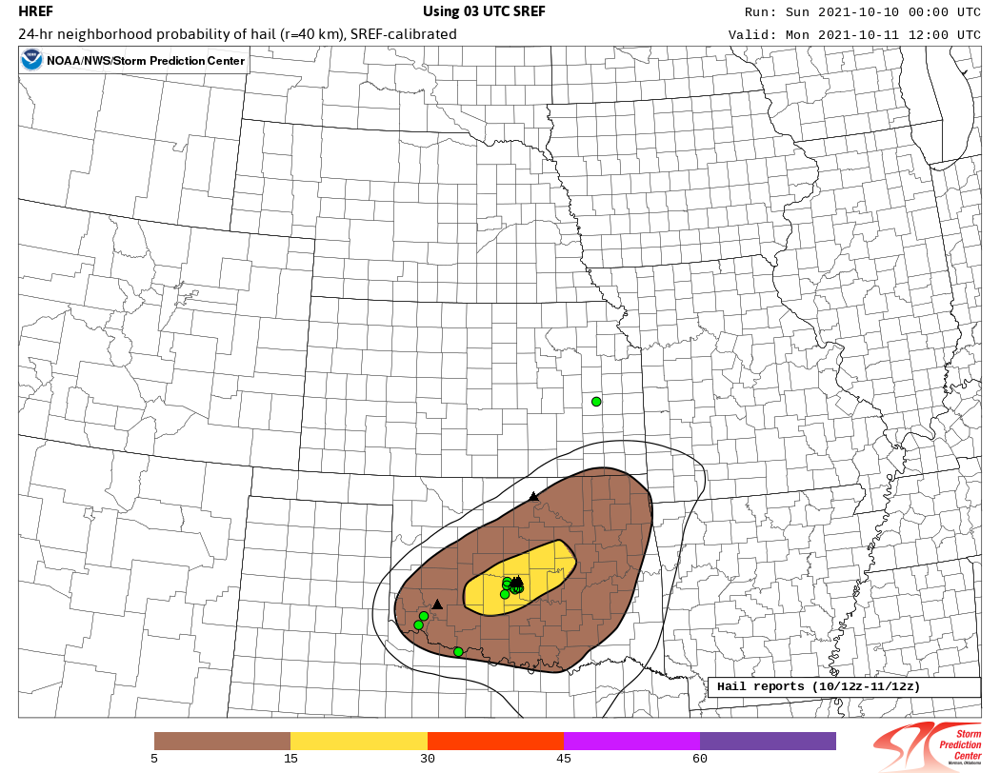 HREF
Using 03 UTC SREF
Run: Sun 2021-10-10 00:00 UTC
24-hr neighborhood probability of hail (r=40 km), SREF-calibrated
Valid: Mon 2021-10-11 12:00 UTC
NOAA/NWS/Storm Prediction Center
Hail reports (10/12z-11/12z)
5 15 30 45 60
Storm
Prediction
Center
Norman, Oklahoma